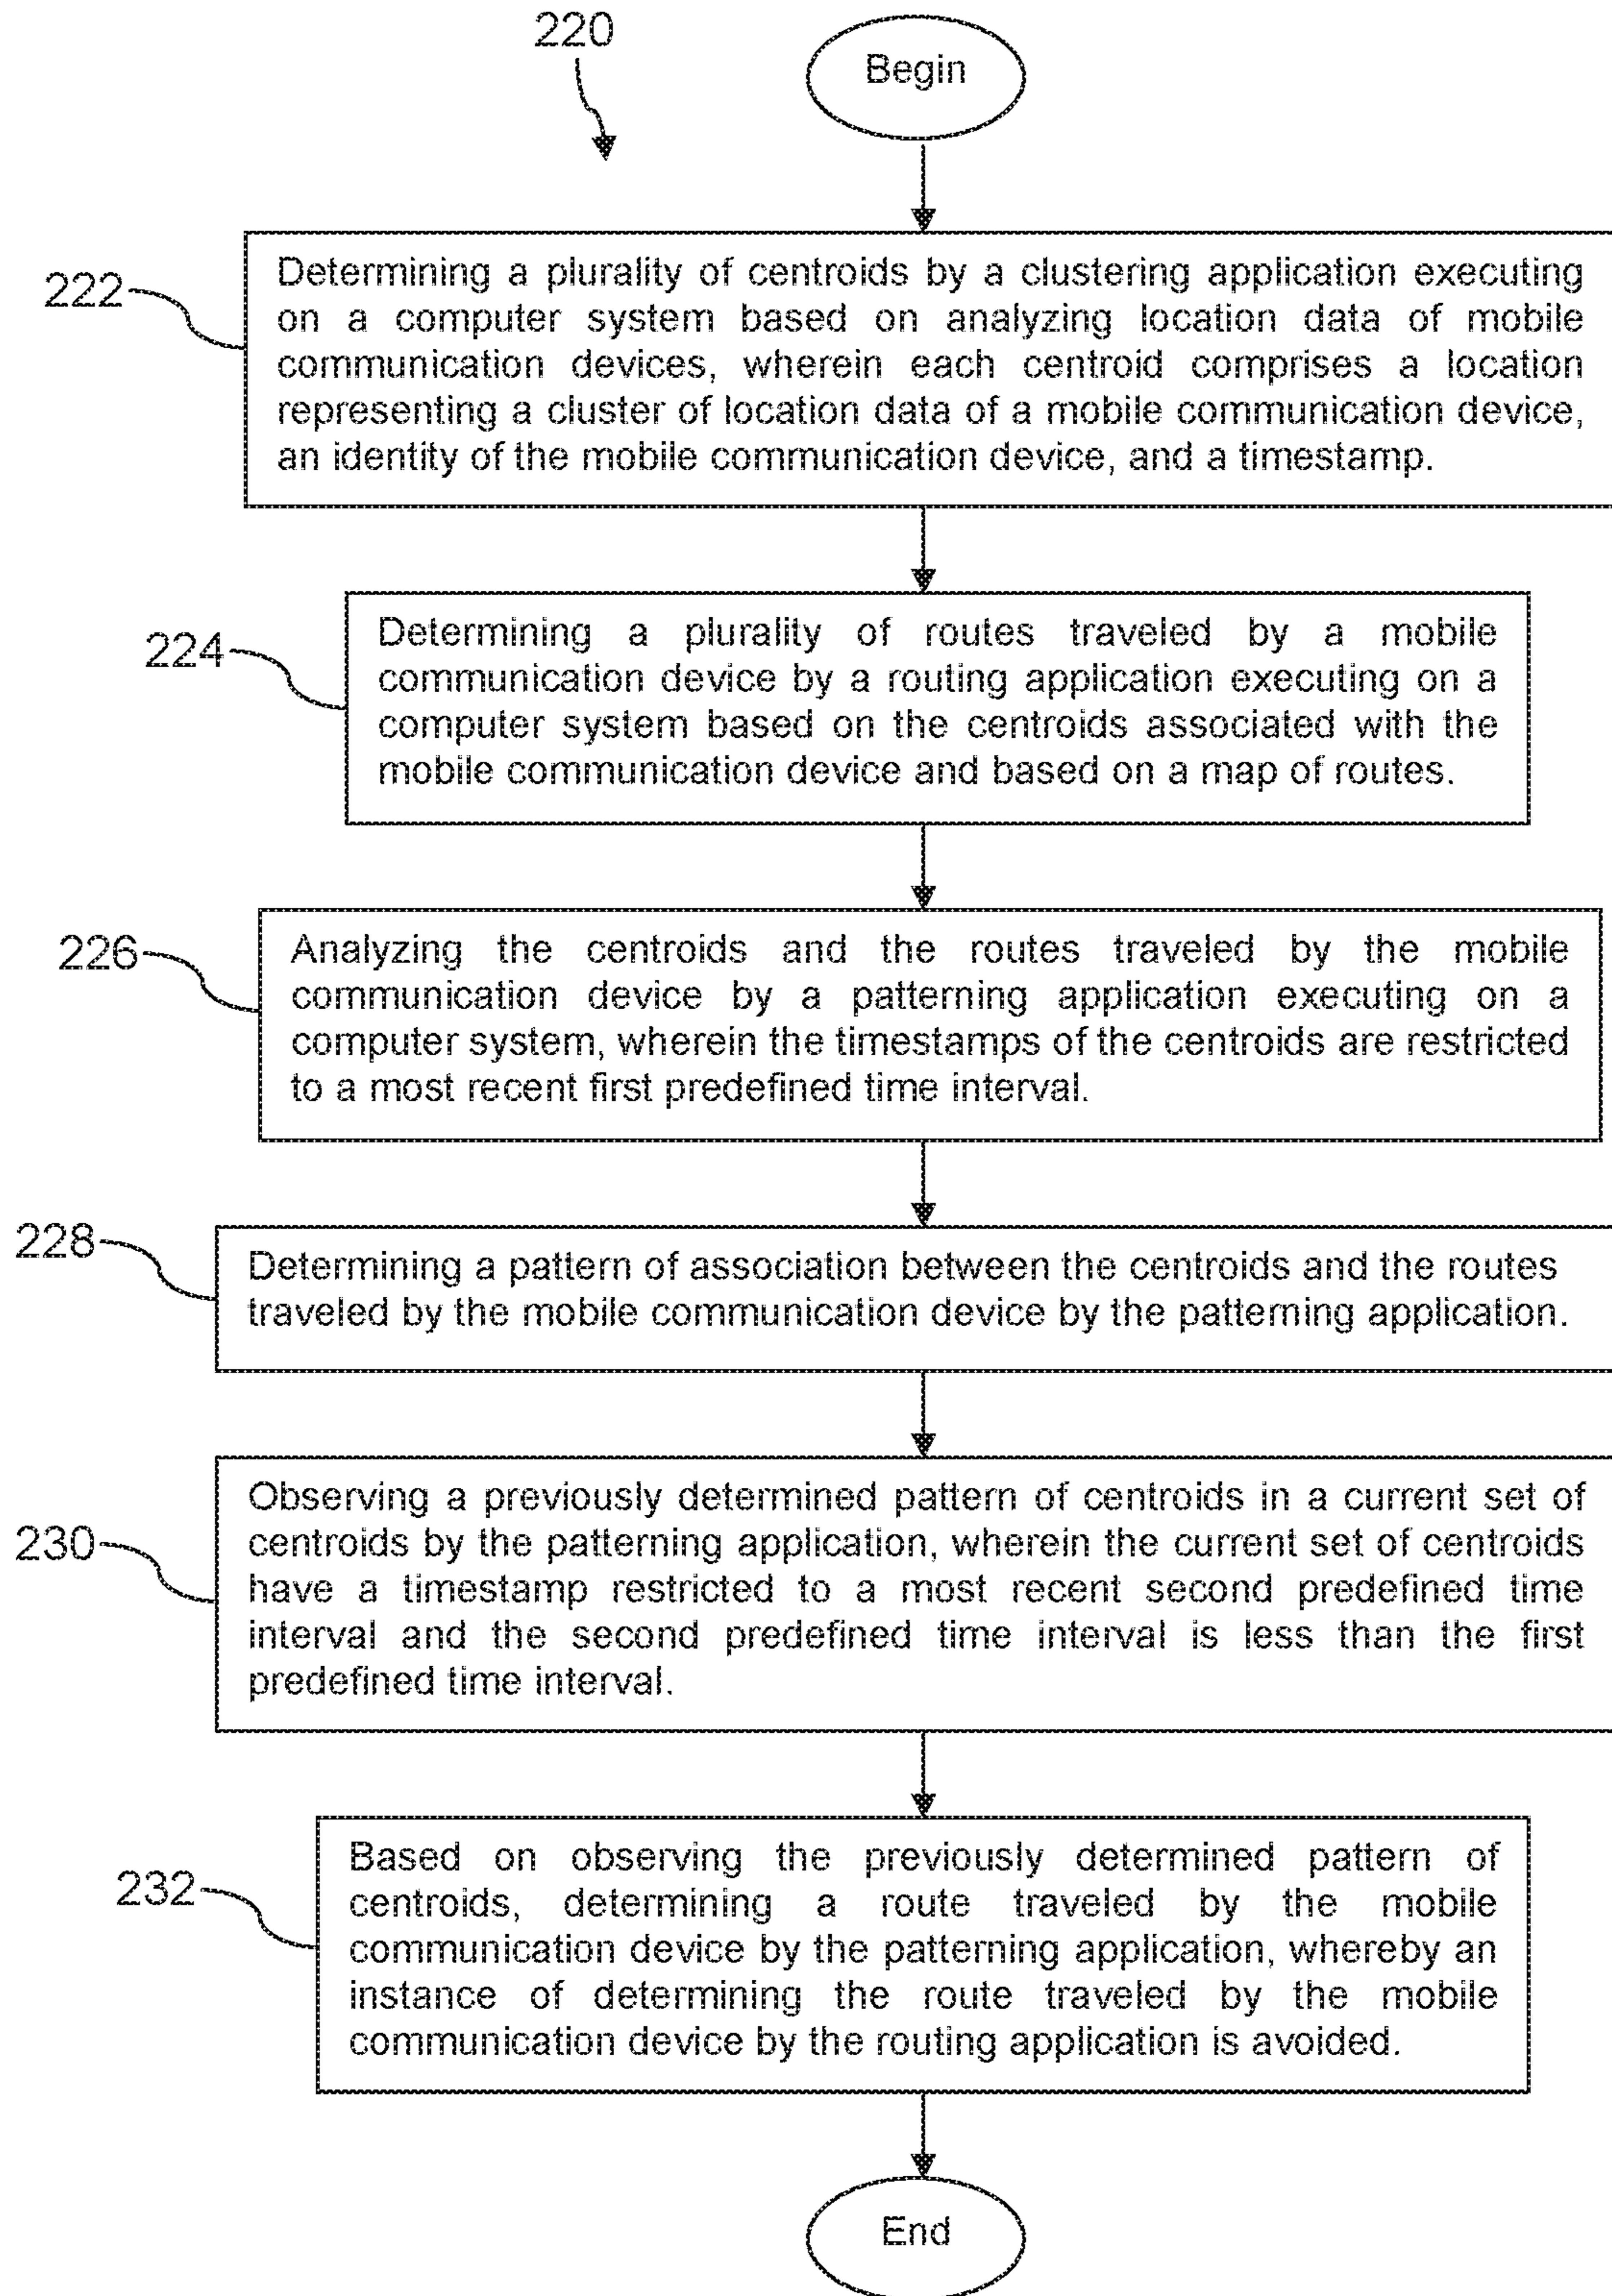 220
Begin
222
Determining a plurality of centroids by a clustering application executing
on a computer system based on analyzing location data of mobile
communication devices, wherein each centroid comprises a location
representing a cluster of location data of a mobile communication device,
an identity of the mobile communication device, and a timestamp.
224
Determining a plurality of routes traveled by a mobile
communication device by a routing application executing on a
computer system based on the centroids associated with the
mobile communication device and based on a map of routes.
226
Analyzing the centroids and the routes traveled by the mobile
communication device by a patterning application executing on a
computer system, wherein the timestamps of the centroids are restricted
to a most recent first predefined time interval.
228
Determining a pattern of association between the centroids and the routes
traveled by the mobile communication device by the patterning application.
230
Observing a previously determined pattern of centroids in a current set of
centroids by the patterning application, wherein the current set of centroids
have a timestamp restricted to a most recent second predefined time
interval and the second predefined time interval is less than the first
predefined time interval.
232
Based on observing the previously determined pattern of
centroids, determining a route traveled by the mobile
communication device by the patterning application, whereby an
instance of determining the route traveled by the mobile
communication device by the routing application is avoided.
End